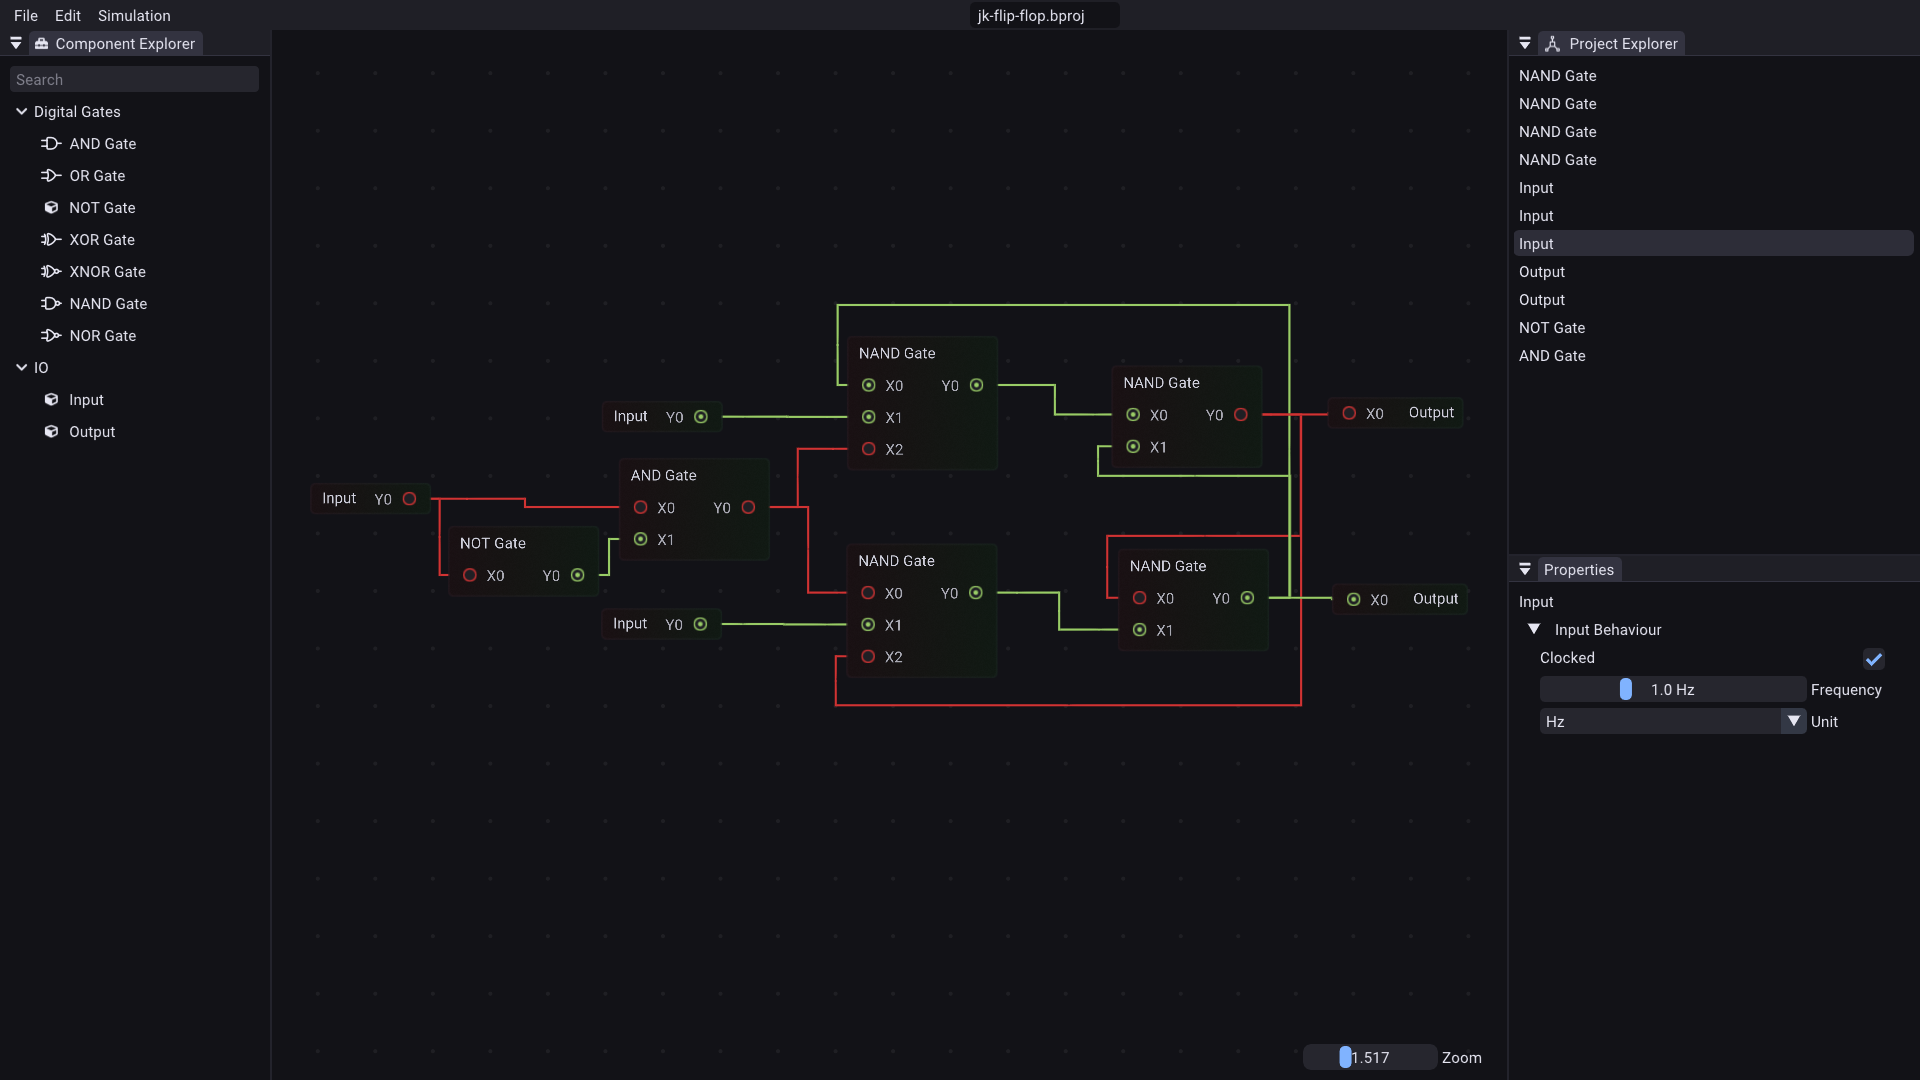 File Edit Simulation
jk-flip-flop.bproj
Component Explorer
Search
Digital Gates
AND Gate
OR Gate
NOT Gate
XOR Gate
XNOR Gate
NAND Gate
NOR Gate
IO
Input
Output
NAND Gate
X0 Y0
X1
X2
NAND Gate
X0 Y0
X1
X0 Output
Input Y0
AND Gate
X0 Y0
X1
Input Y0
NOT Gate
X0 Y0
NAND Gate
X0 Y0
X1
X2
NAND Gate
X0 Y0
X1
X0 Output
Input Y0
1.517 Zoom
Project Explorer
NAND Gate
NAND Gate
NAND Gate
NAND Gate
Input
Input
Input
Output
Output
NOT Gate
AND Gate
Properties
Input
Input Behaviour
Clocked
1.0 Hz Frequency
Hz Unit